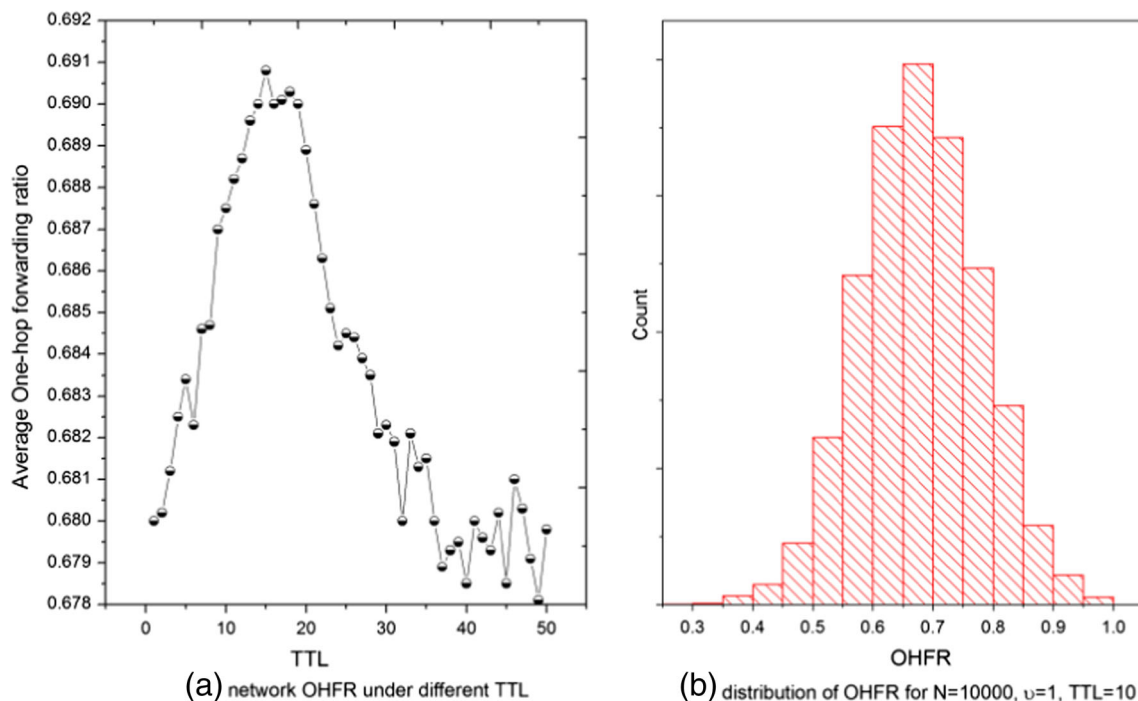 0.692
0.691
0.690
0.689
0.688
0.687
0.686
0.685
0.684
0.683
0.682
0.681
0.680
0.679
0.678
Average One-hop forwarding ratio
0 10 20 30 40 50
TTL
(a) network OHFR under different TTL
Count
0.3 0.4 0.5 0.6 0.7 0.8 0.9 1.0
OHFR
(b) distribution of OHFR for N=10000, υ=1, TTL=10